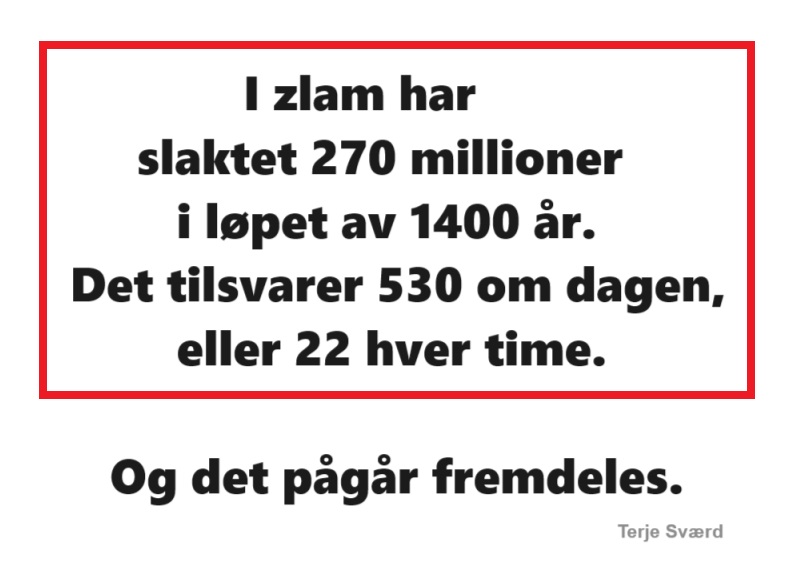 I zlam har
slaktet 270 millioner
i løpet av 1400 år.
Det tilsvarer 530 om dagen,
eller 22 hver time.
Og det pågår fremdeles.
Terje Sværd